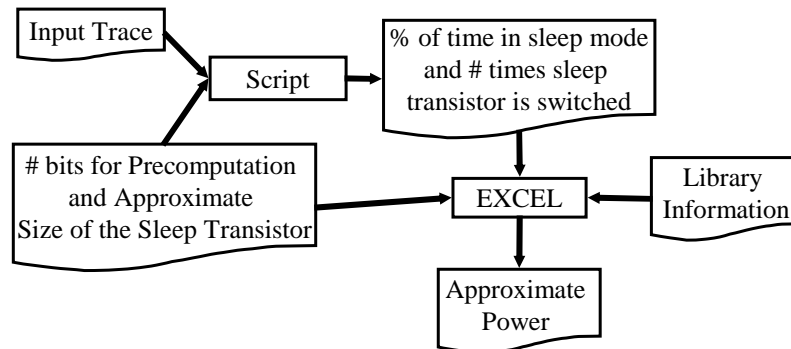 Input Trace
Script
% of time in sleep mode
and # times sleep
transistor is switched
# bits for Precomputation
and Approximate
Size of the Sleep Transistor
EXCEL
Library
Information
Approximate
Power